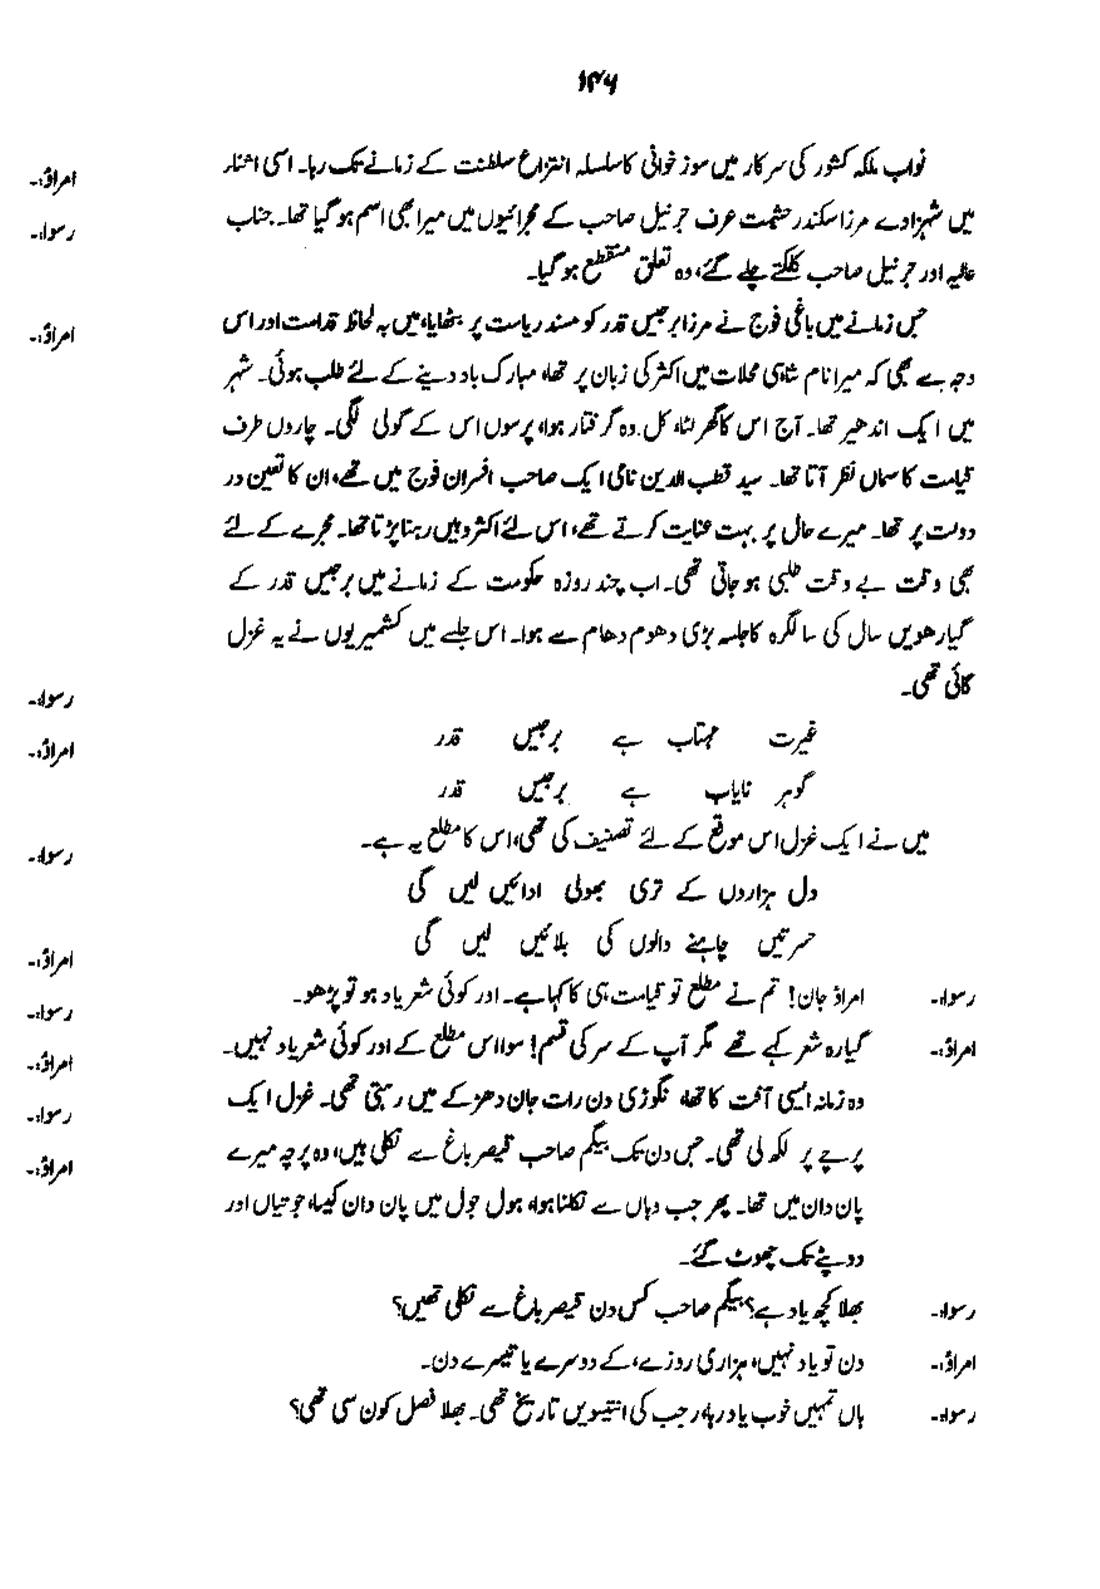 ۱۴۶
نواب ملکہ کشور کی سرکار میں سوز خوانی کا سلسلہ انتزاع سلطنت کے زمانے تک رہا۔ اسی اثناء
میں شہزادے مرزا سکندر حشمت عرف جرنیل صاحب کے مجرائیوں میں میرا بھی اسم ہو گیا تھا۔ جناب
عالیہ اور جرنیل صاحب کلکتے چلے گئے، وہ تعلق منقطع ہو گیا۔
جس زمانے میں باغی فوج نے مرزا برجیس قدر کو مسند ریاست پر بٹھایا، میں بہ لحاظ قدامت اور اس
وجہ سے بھی کہ میرا نام شاہی محلات میں اکثر کی زبان پر تھا، مبارک باد دینے کے لئے طلب ہوئی۔ شہر
میں ایک اندھیر تھا۔ آج اس کا گھر لٹا، کل وہ گرفتار ہوا، پرسوں اس کے گولی لگی۔ چاروں طرف
قیامت کا سماں نظر آتا تھا۔ سید قطب الدین نامی ایک صاحب افسران فوج میں تھے، ان کا تعین در
دولت پر تھا۔ میرے حال پر بہت عنایت کرتے تھے، اس لئے اکثر وہیں رہنا پڑتا تھا۔ مجرے کے لئے
بھی وقت بے وقت طلبی ہو جاتی تھی۔ اب چند روزہ حکومت کے زمانے میں برجیس قدر کے
گیارھویں سال کی سالگرہ کا جلسہ بڑی دھوم دھام سے ہوا۔ اس جلسے میں کشمیریوں نے یہ غزل
گائی تھی۔
غیرت مہتاب ہے برجیس قدر
گوہر نایاب ہے برجیس قدر
میں نے ایک غزل اس موقع کے لئے تصنیف کی تھی، اس کا مطلع یہ ہے۔
دل ہزاروں کے تری بھولی ادائیں لیں گی
حسرتیں چاہنے والوں کی بلائیں لیں گی
رسوا:۔ امراؤ جان! تم نے مطلع تو قیامت ہی کا کہا ہے۔ اور کوئی شعر یاد ہو تو پڑھو۔
امراؤ:۔ گیارہ شعر کہے تھے مگر آپ کے سر کی قسم! سوا اس مطلع کے اور کوئی شعر یاد نہیں۔
وہ زمانہ ایسی آفت کا تھا، نگوڑی دن رات جان دھڑکے میں رہتی تھی۔ غزل ایک
پرچے پر لکھ لی تھی۔ جس دن تک بیگم صاحب قیصر باغ سے نکلی ہیں، وہ پرچہ میرے
پان دان میں تھا۔ پھر جب وہاں سے نکلنا ہوا، ہول جول میں پان دان کیسا، جوتیاں اور
دوپٹے تک چھوٹ گئے۔
رسوا:۔ بھلا کچھ یاد ہے؟ بیگم صاحب کس دن قیصر باغ سے نکلی تھیں؟
امراؤ:۔ دن تو یاد نہیں، ہزاری روزے، کے دوسرے یا تیسرے دن۔
رسوا:۔ ہاں تمہیں خوب یاد رہا، رجب کی انتیسویں تاریخ تھی۔ بھلا فصل کون سی تھی؟
امراؤ:۔
رسوا:۔
امراؤ:۔
رسوا:۔
امراؤ:۔
رسوا:۔
امراؤ:۔
رسوا:۔
امراؤ:۔
رسوا:۔
امراؤ:۔